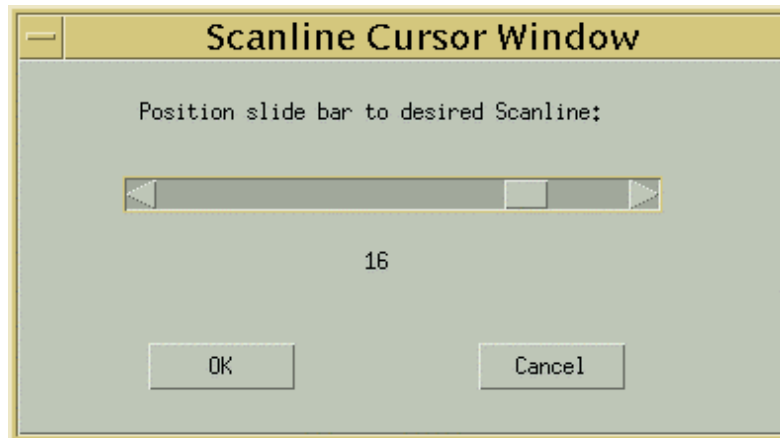 Scanline Cursor Window
Position slide bar to desired Scanline:
16
OK
Cancel